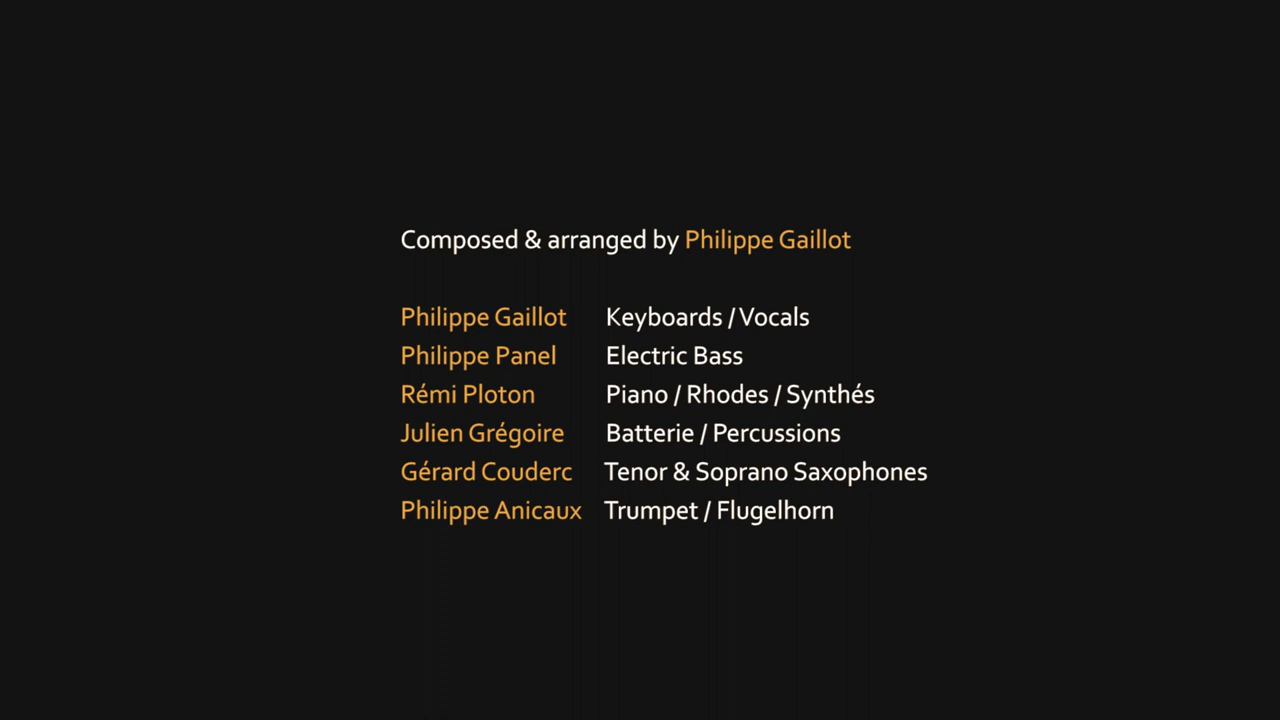 Composed & arranged by Philippe Gaillot
Philippe Gaillot Keyboards / Vocals
Philippe Panel Electric Bass
Rémi Ploton Piano / Rhodes / Synthés
Julien Grégoire Batterie / Percussions
Gérard Couderc Tenor & Soprano Saxophones
Philippe Anicaux Trumpet / Flugelhorn